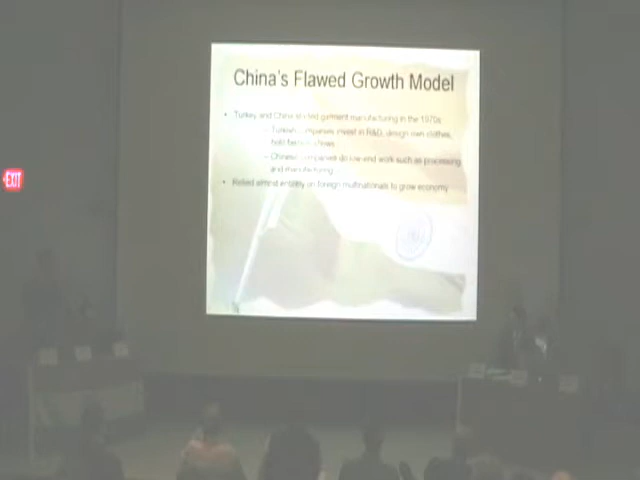 China's Flawed Growth Model
• Turkey and China started garment manufacturing in the 1970s
– Turkish companies invest in R&D, design own clothes,
hold fashion shows
– Chinese companies do low end work such as processing
and manufacturing
• Relied almost entirely on foreign multinationals to grow economy
EXIT